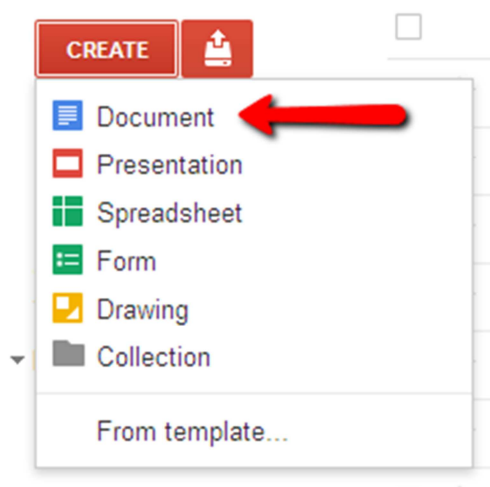 CREATE
Document
Presentation
Spreadsheet
Form
Drawing
Collection
From template...